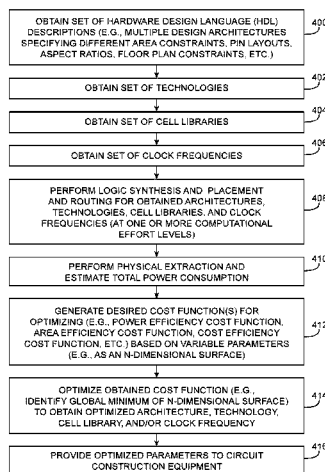 OBTAIN SET OF HARDWARE DESIGN LANGUAGE (HDL)
DESCRIPTIONS (E.G., MULTIPLE DESIGN ARCHITECTURES
SPECIFYING DIFFERENT AREA CONSTRAINTS, PIN LAYOUTS,
ASPECT RATIOS, FLOOR PLAN CONSTRAINTS, ETC.)
400
OBTAIN SET OF TECHNOLOGIES
402
OBTAIN SET OF CELL LIBRARIES
404
OBTAIN SET OF CLOCK FREQUENCIES
406
PERFORM LOGIC SYNTHESIS AND PLACEMENT
AND ROUTING FOR OBTAINED ARCHITECTURES,
TECHNOLOGIES, CELL LIBRARIES, AND CLOCK
FREQUENCIES (AT ONE OR MORE COMPUTATIONAL
EFFORT LEVELS)
408
PERFORM PHYSICAL EXTRACTION AND
ESTIMATE TOTAL POWER CONSUMPTION
410
GENERATE DESIRED COST FUNCTION(S) FOR
OPTIMIZING (E.G., POWER EFFICIENCY COST FUNCTION,
AREA EFFICIENCY COST FUNCTION, COST EFFICIENCY
COST FUNCTION, ETC.) BASED ON VARIABLE PARAMETERS
(E.G., AS AN N-DIMENSIONAL SURFACE)
412
OPTIMIZE OBTAINED COST FUNCTION (E.G.,
IDENTIFY GLOBAL MINIMUM OF N-DIMENSIONAL SURFACE)
TO OBTAIN OPTIMIZED ARCHITECTURE, TECHNOLOGY,
CELL LIBRARY, AND/OR CLOCK FREQUENCY
414
PROVIDE OPTIMIZED PARAMETERS TO CIRCUIT
CONSTRUCTION EQUIPMENT
416